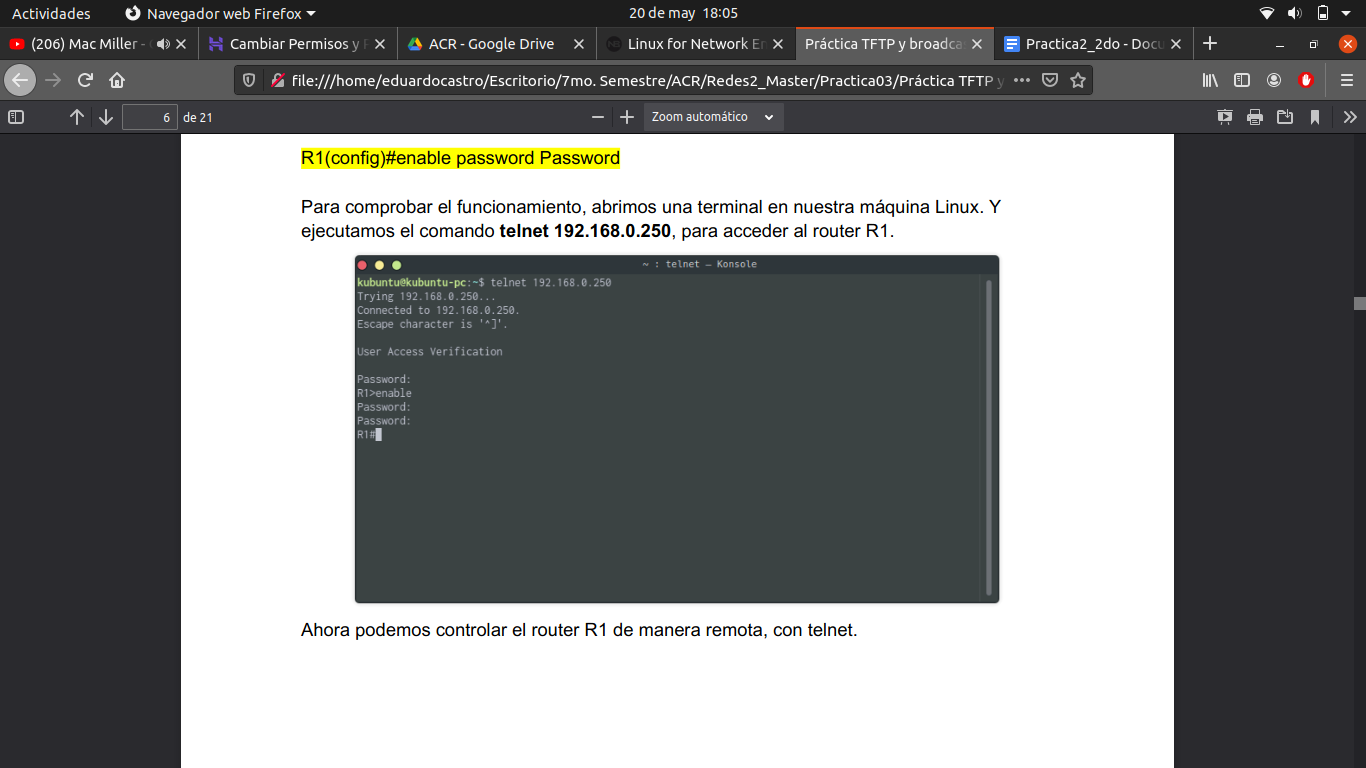 Actividades
Navegador web Firefox
20 de may 18:05
(206) Mac Miller -
Cambiar Permisos y
ACR - Google Drive
Linux for Network En
Práctica TFTP y broadca
Practica2_2do - Docu
file:///home/eduardocastro/Escritorio/7mo. Semestre/ACR/Redes2_Master/Practica03/Práctica TFTP y
6 de 21
Zoom automático
R1(config)#enable password Password
Para comprobar el funcionamiento, abrimos una terminal en nuestra máquina Linux. Y
ejecutamos el comando telnet 192.168.0.250, para acceder al router R1.
~ : telnet — Konsole
kubuntu@kubuntu-pc:~$ telnet 192.168.0.250
Trying 192.168.0.250...
Connected to 192.168.0.250.
Escape character is '^]'.
User Access Verification
Password:
R1>enable
Password:
Password:
R1#
Ahora podemos controlar el router R1 de manera remota, con telnet.